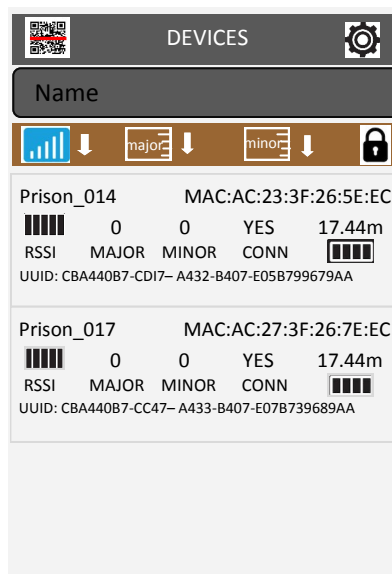 DEVICES
Name
major minor
Prison_014 MAC:AC:23:3F:26:5E:EC
0 0 YES 17.44m
RSSI MAJOR MINOR CONN
UUID: CBA440B7-CDI7– A432-B407-E05B799679AA
Prison_017 MAC:AC:27:3F:26:7E:EC
0 0 YES 17.44m
RSSI MAJOR MINOR CONN
UUID: CBA440B7-CC47– A433-B407-E07B739689AA